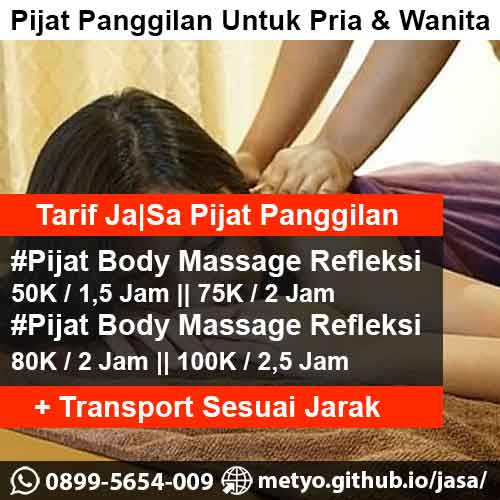 Pijat Panggilan Untuk Pria & Wanita
Tarif Ja|Sa Pijat Panggilan
#Pijat Body Massage Refleksi
50K / 1,5 Jam || 75K / 2 Jam
#Pijat Body Massage Refleksi
80K / 2 Jam || 100K / 2,5 Jam
+ Transport Sesuai Jarak
0899-5654-009 metyo.github.io/jasa/